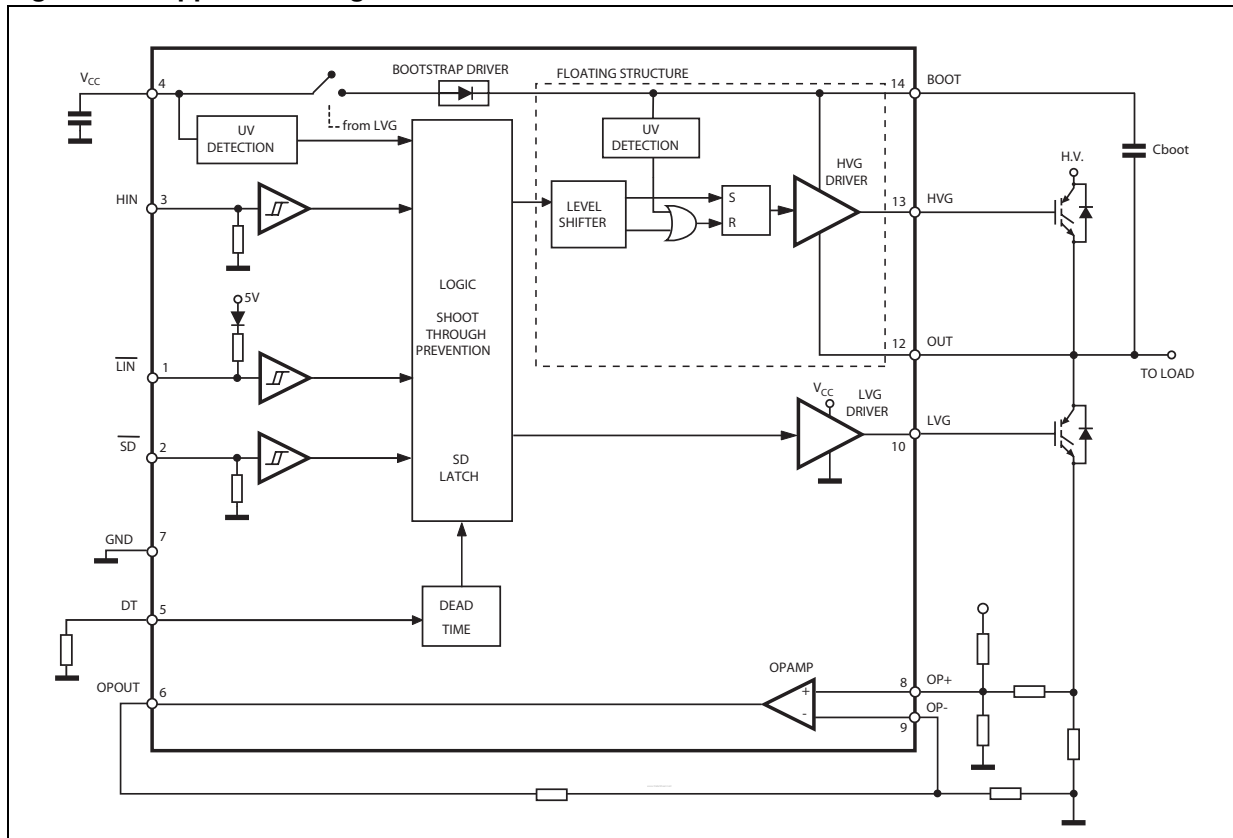 VCC
4
BOOTSTRAP DRIVER
FLOATING STRUCTURE
14
BOOT
from LVG
UV
DETECTION
UV
DETECTION
HVG
DRIVER
H.V.
Cboot
HIN
3
LEVEL
SHIFTER
S
R
13
HVG
LOGIC
SHOOT
THROUGH
PREVENTION
5V
LIN
1
12
OUT
TO LOAD
VCC
LVG
DRIVER
LVG
10
SD
2
SD
LATCH
GND
7
DT
5
DEAD
TIME
OPAMP
OPOUT
6
+
-
8
OP+
OP-
9